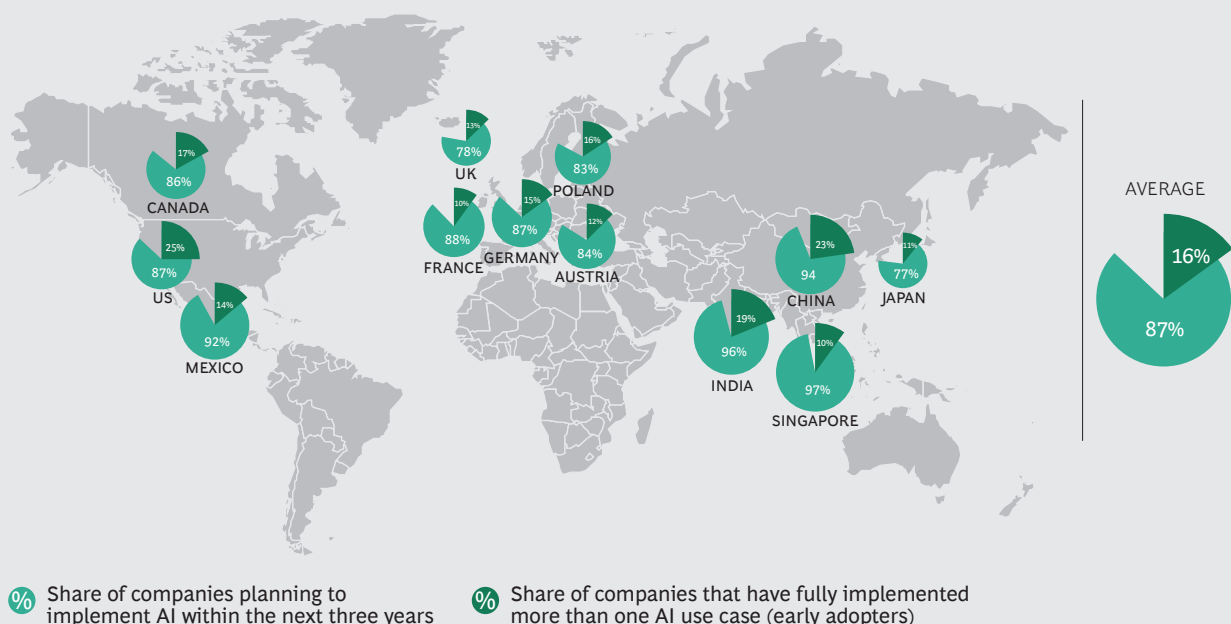 17%
86%
CANADA
25%
87%
US
14%
92%
MEXICO
13%
78%
UK
16%
83%
POLAND
10%
88%
FRANCE
15%
87%
GERMANY
12%
84%
AUSTRIA
23%
94
CHINA
11%
77%
JAPAN
19%
96%
INDIA
10%
97%
SINGAPORE
AVERAGE
16%
87%
% Share of companies planning to
implement AI within the next three years
% Share of companies that have fully implemented
more than one AI use case (early adopters)